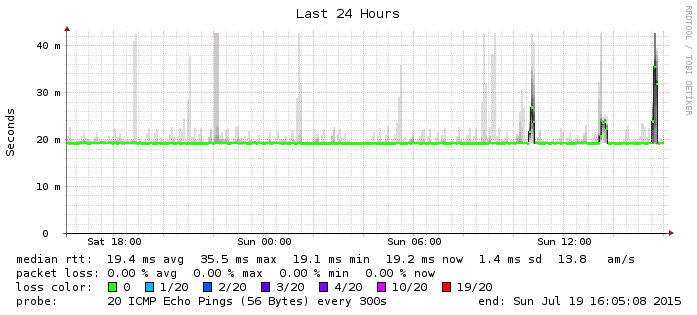 Last 24 Hours
RRDTOOL / TOBI OETIKER
Seconds
40 m
30 m
20 m
10 m
0
Sat 18:00 Sun 00:00 Sun 06:00 Sun 12:00
median rtt: 19.4 ms avg 35.5 ms max 19.1 ms min 19.2 ms now 1.4 ms sd 13.8 am/s
packet loss: 0.00 % avg 0.00 % max 0.00 % min 0.00 % now
loss color: 0 1/20 2/20 3/20 4/20 10/20 19/20
probe: 20 ICMP Echo Pings (56 Bytes) every 300s end: Sun Jul 19 16:05:08 2015